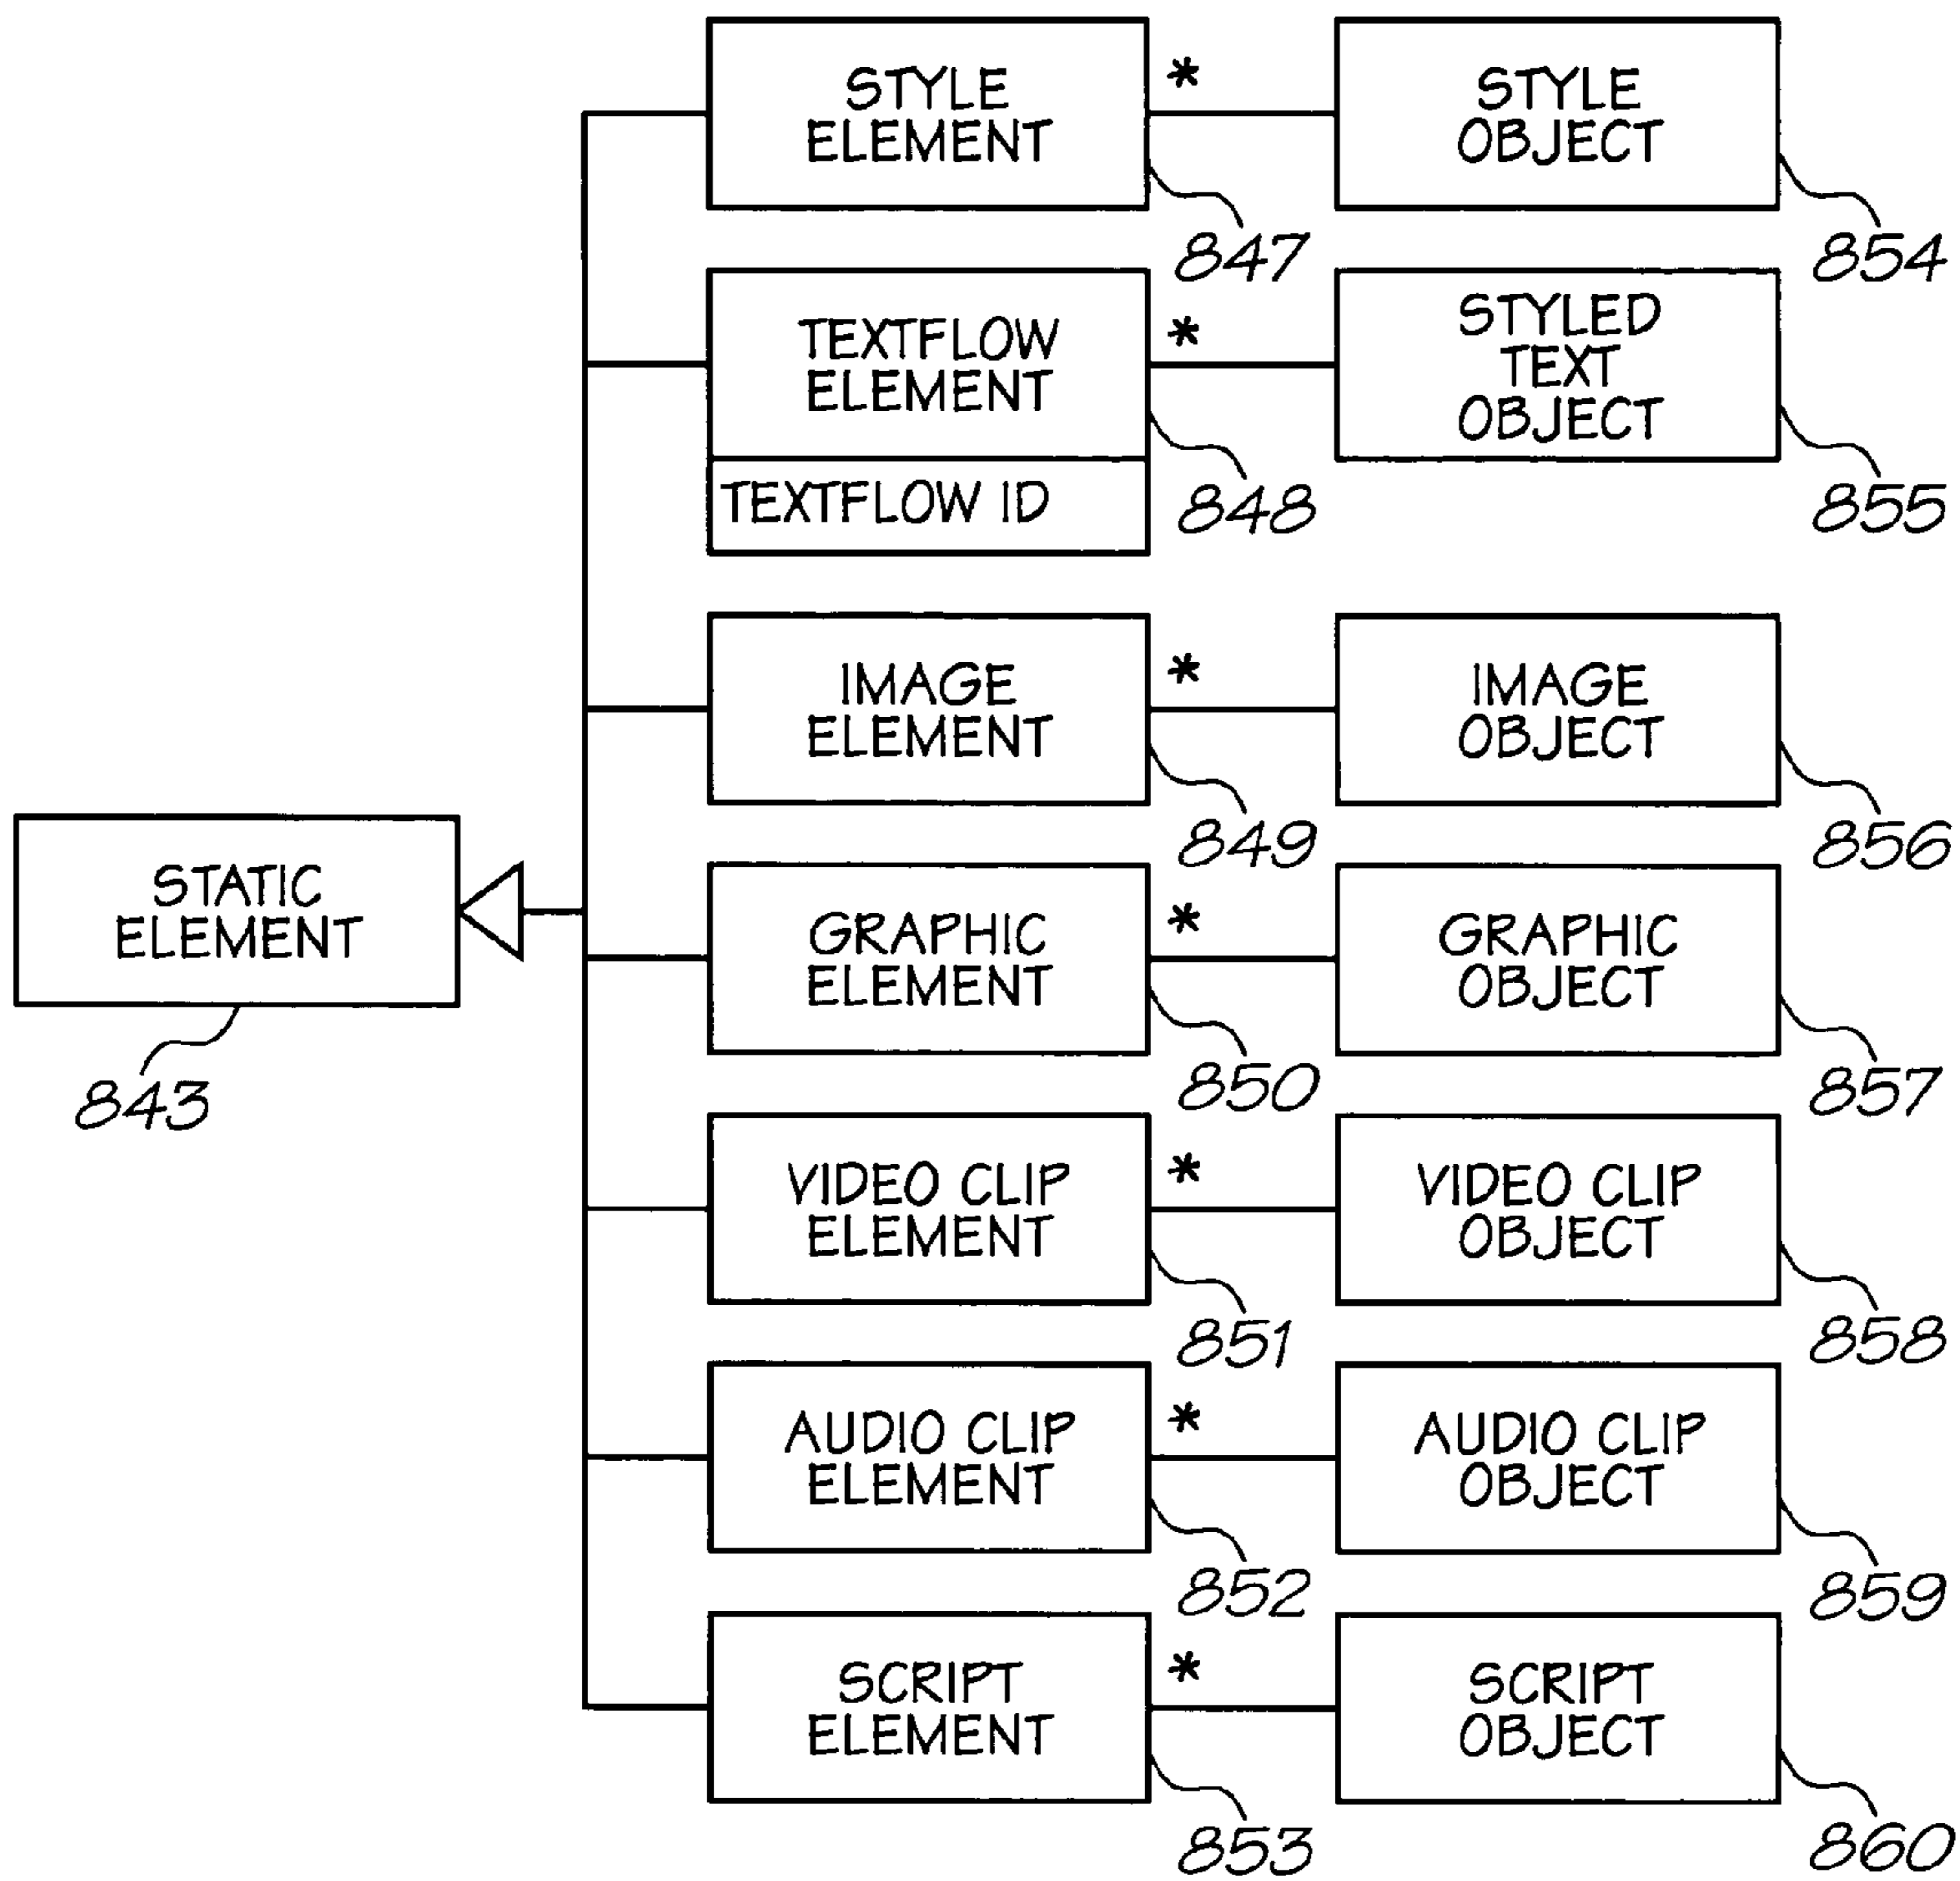 STYLE
ELEMENT
*
STYLE
OBJECT
847
854
TEXTFLOW
ELEMENT
*
STYLED
TEXT
OBJECT
TEXTFLOW ID
848
855
IMAGE
ELEMENT
*
IMAGE
OBJECT
849
856
STATIC
ELEMENT
843
GRAPHIC
ELEMENT
*
GRAPHIC
OBJECT
850
857
VIDEO CLIP
ELEMENT
*
VIDEO CLIP
OBJECT
851
858
AUDIO CLIP
ELEMENT
*
AUDIO CLIP
OBJECT
852
859
SCRIPT
ELEMENT
*
SCRIPT
OBJECT
853
860